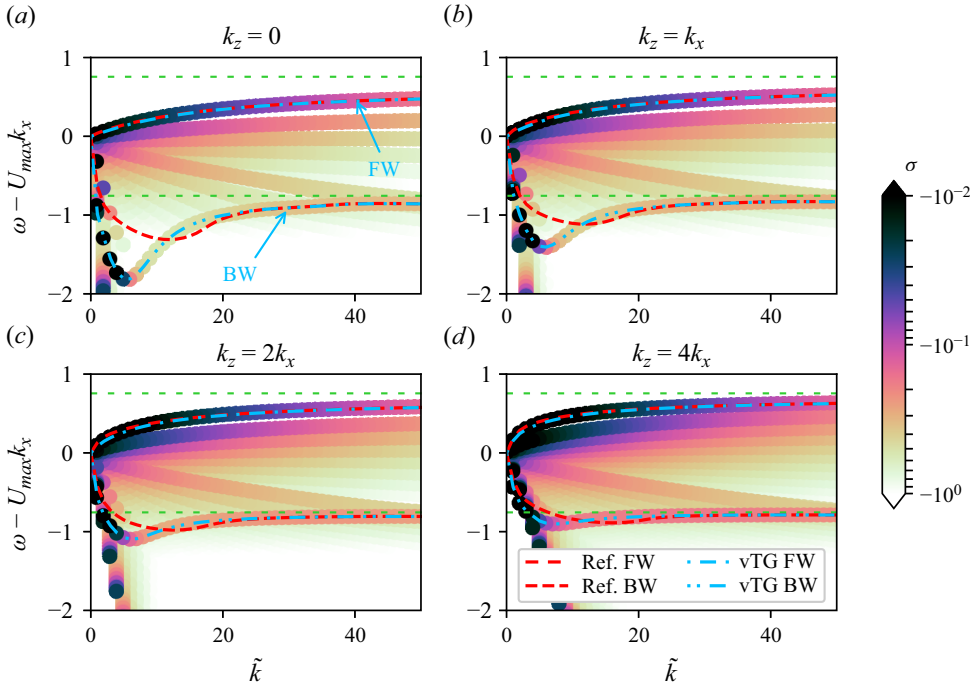 (a)
k_z = 0
(b)
k_z = k_x
1
0
−1
−2
ω − U_max k_x
0
20
40
FW
BW
1
0
−1
−2
0
20
40
σ
−10⁻²
−10⁻¹
−10⁰
(c)
k_z = 2k_x
(d)
k_z = 4k_x
1
0
−1
−2
ω − U_max k_x
0
20
40
k̃
1
0
−1
−2
0
20
40
k̃
Ref. FW
Ref. BW
vTG FW
vTG BW